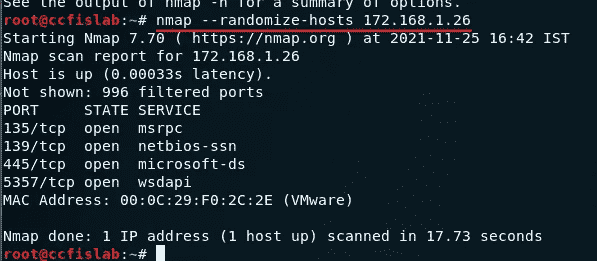 See the output of nmap -h for a summary of options.
root@ccfislab:~# nmap --randomize-hosts 172.168.1.26
Starting Nmap 7.70 ( https://nmap.org ) at 2021-11-25 16:42 IST
Nmap scan report for 172.168.1.26
Host is up (0.00033s latency).
Not shown: 996 filtered ports
PORT     STATE SERVICE
135/tcp  open  msrpc
139/tcp  open  netbios-ssn
445/tcp  open  microsoft-ds
5357/tcp open  wsdapi
MAC Address: 00:0C:29:F0:2C:2E (VMware)
Nmap done: 1 IP address (1 host up) scanned in 17.73 seconds
root@ccfislab:~#